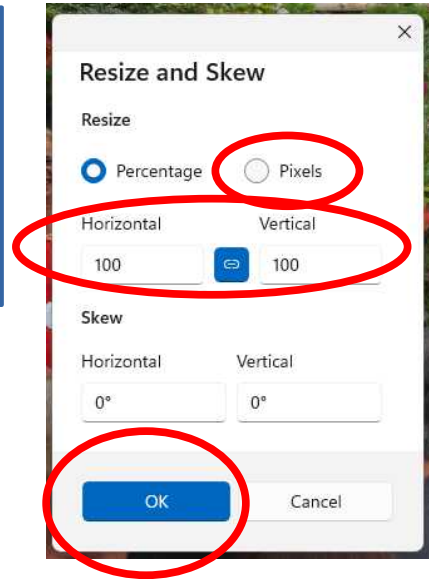 Resize and Skew
Resize
Percentage Pixels
Horizontal Vertical
100 100
Skew
Horizontal Vertical
0° 0°
OK Cancel